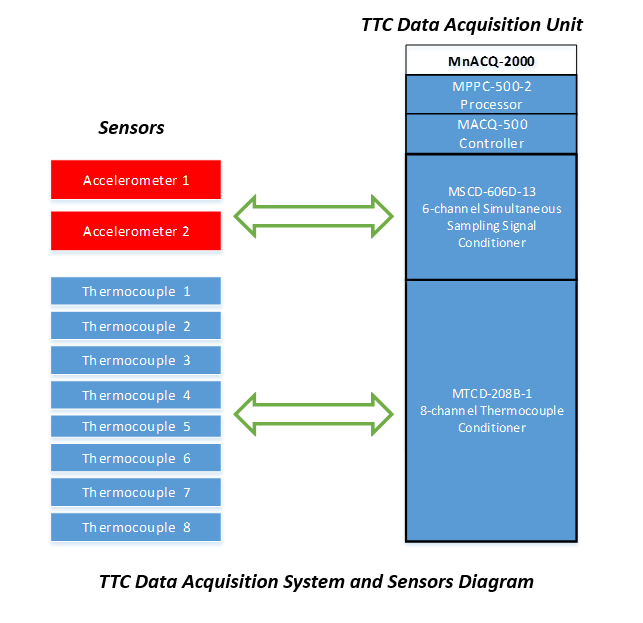 TTC Data Acquisition Unit
MnACQ-2000
MPPC-500-2
Processor
MACQ-500
Controller
Sensors
Accelerometer 1
Accelerometer 2
MSCD-606D-13
6-channel Simultaneous
Sampling Signal
Conditioner
Thermocouple 1
Thermocouple 2
Thermocouple 3
Thermocouple 4
Thermocouple 5
Thermocouple 6
Thermocouple 7
Thermocouple 8
MTCD-208B-1
8-channel Thermocouple
Conditioner
TTC Data Acquisition System and Sensors Diagram